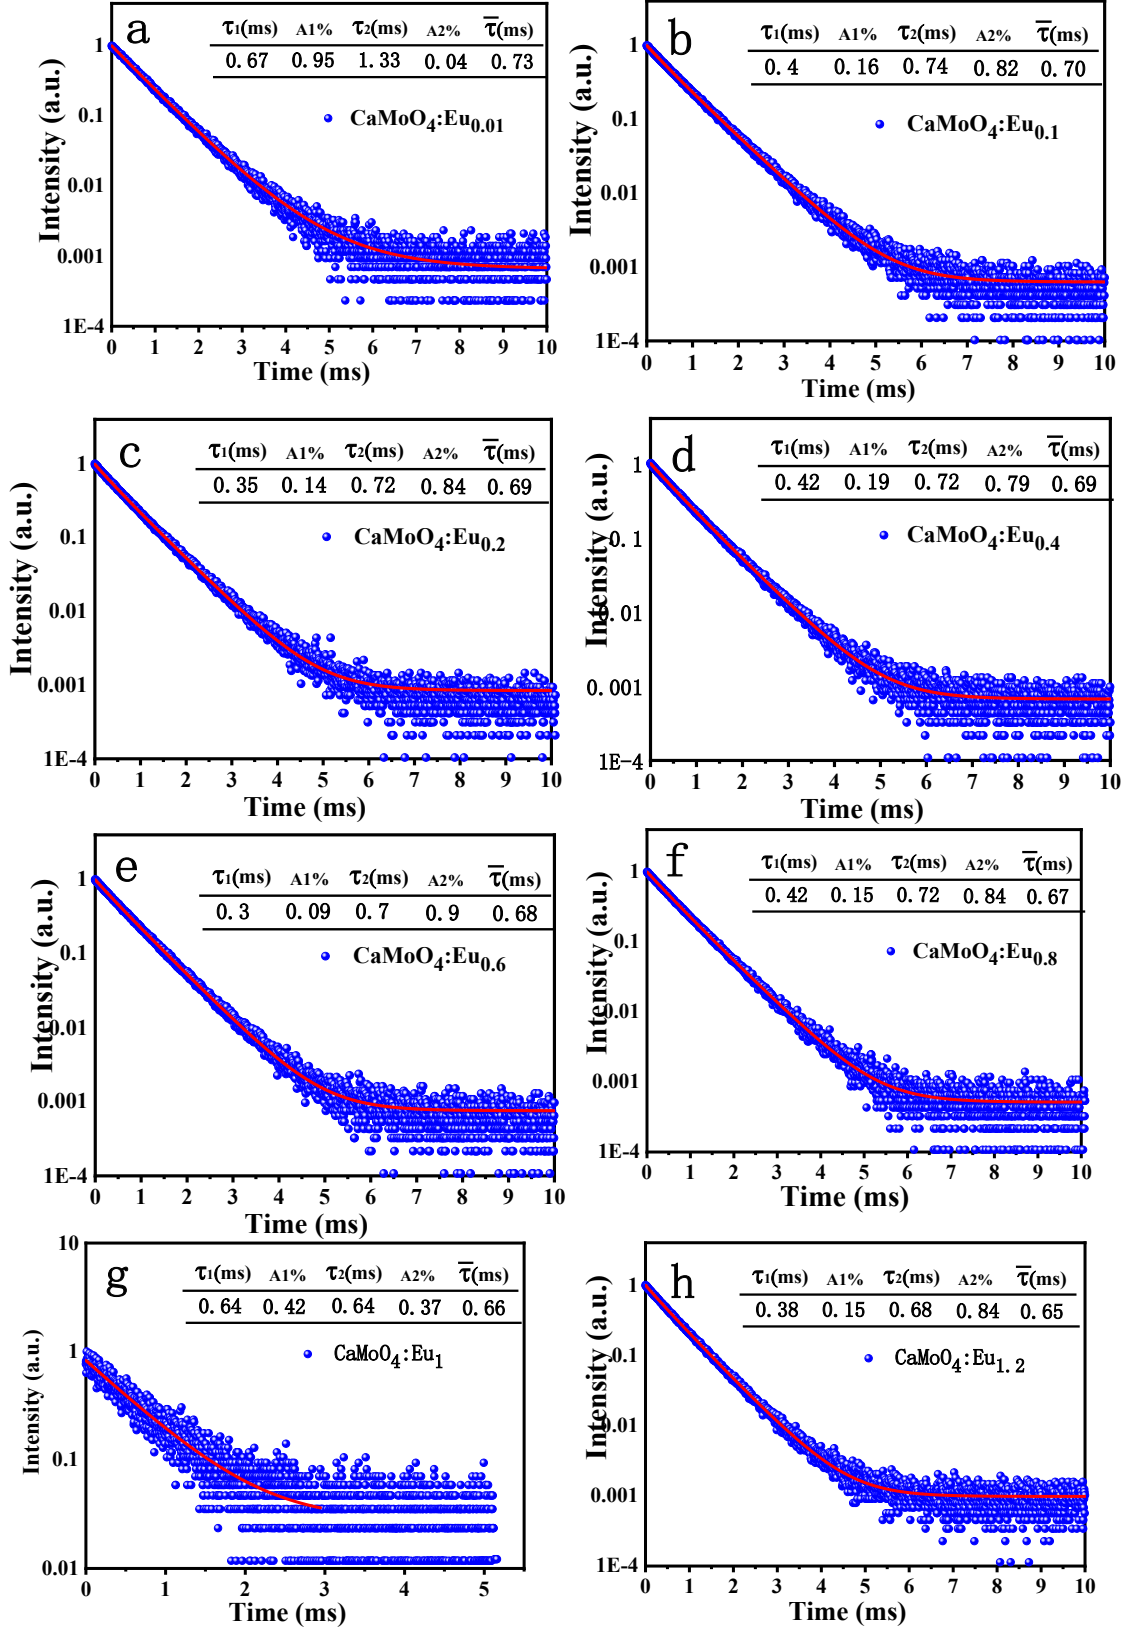 a
τ1(ms) A1% τ2(ms) A2% τ̅(ms)
0.67 0.95 1.33 0.04 0.73
CaMoO4:Eu0.01
Intensity (a.u.)
1
0.1
0.01
0.001
1E-4
0 1 2 3 4 5 6 7 8 9 10
Time (ms)
b
τ1(ms) A1% τ2(ms) A2% τ̅(ms)
0.4 0.16 0.74 0.82 0.70
CaMoO4:Eu0.1
Intensity (a.u.)
1
0.1
0.01
0.001
1E-4
0 1 2 3 4 5 6 7 8 9 10
Time (ms)
c
τ1(ms) A1% τ2(ms) A2% τ̅(ms)
0.35 0.14 0.72 0.84 0.69
CaMoO4:Eu0.2
Intensity (a.u.)
1
0.1
0.01
0.001
1E-4
0 1 2 3 4 5 6 7 8 9 10
Time (ms)
d
τ1(ms) A1% τ2(ms) A2% τ̅(ms)
0.42 0.19 0.72 0.79 0.69
CaMoO4:Eu0.4
Intensity (a.u.)
1
0.1
0.01
0.001
1E-4
0 1 2 3 4 5 6 7 8 9 10
Time (ms)
e
τ1(ms) A1% τ2(ms) A2% τ̅(ms)
0.3 0.09 0.7 0.9 0.68
CaMoO4:Eu0.6
Intensity (a.u.)
1
0.1
0.01
0.001
1E-4
0 1 2 3 4 5 6 7 8 9 10
Time (ms)
f
τ1(ms) A1% τ2(ms) A2% τ̅(ms)
0.42 0.15 0.72 0.84 0.67
CaMoO4:Eu0.8
Intensity (a.u.)
1
0.1
0.01
0.001
1E-4
0 1 2 3 4 5 6 7 8 9 10
Time (ms)
g
τ1(ms) A1% τ2(ms) A2% τ̅(ms)
0.64 0.42 0.64 0.37 0.66
CaMoO4:Eu1
Intensity (a.u.)
10
1
0.1
0.01
0 1 2 3 4 5
Time (ms)
h
τ1(ms) A1% τ2(ms) A2% τ̅(ms)
0.38 0.15 0.68 0.84 0.65
CaMoO4:Eu1.2
Intensity (a.u.)
1
0.1
0.01
0.001
1E-4
0 1 2 3 4 5 6 7 8 9 10
Time (ms)